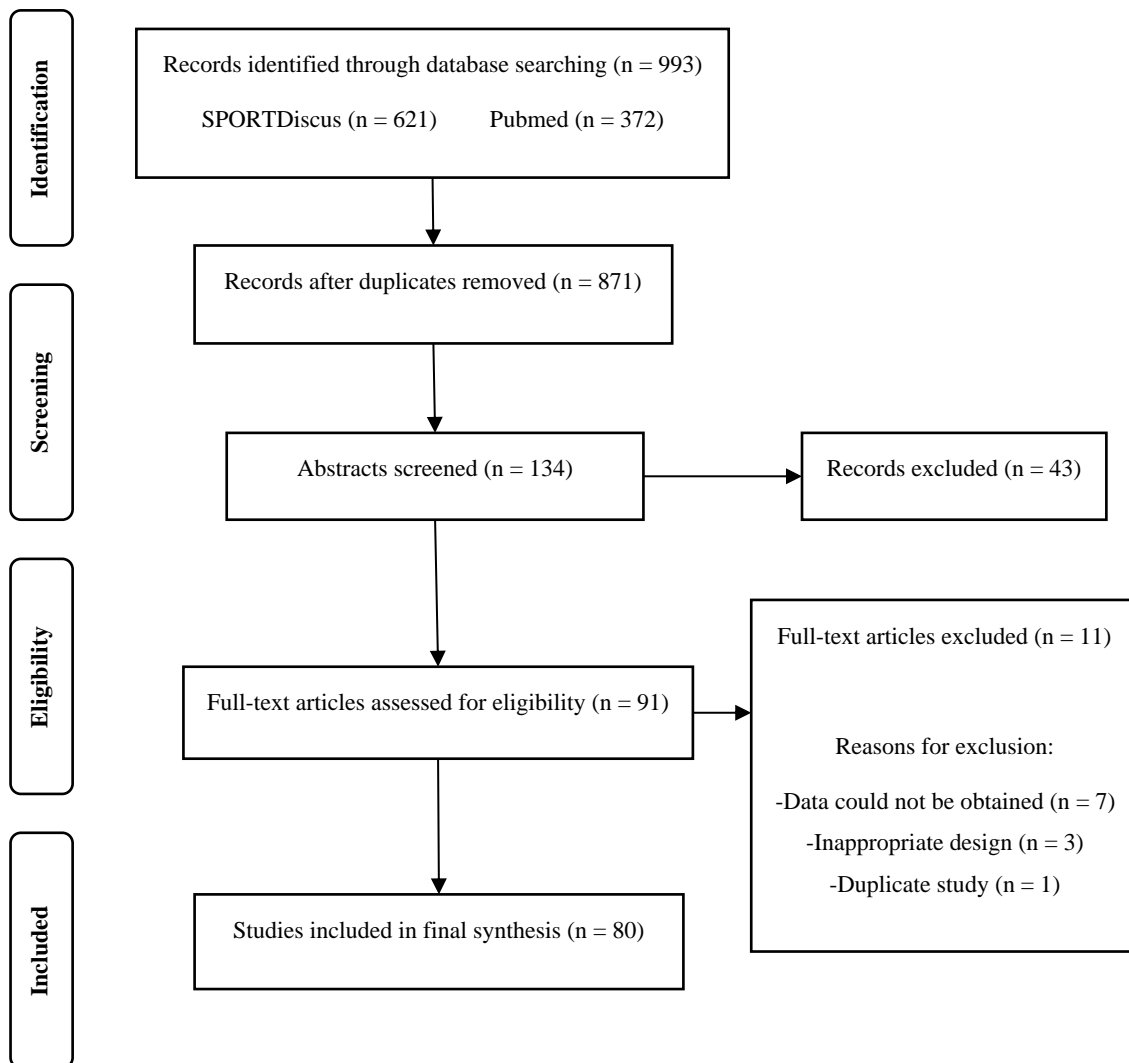 Identification
Records identified through database searching (n = 993)
SPORTDiscus (n = 621) Pubmed (n = 372)
Records after duplicates removed (n = 871)
Screening
Abstracts screened (n = 134)
Records excluded (n = 43)
Eligibility
Full-text articles assessed for eligibility (n = 91)
Full-text articles excluded (n = 11)
Reasons for exclusion:
-Data could not be obtained (n = 7)
-Inappropriate design (n = 3)
-Duplicate study (n = 1)
Included
Studies included in final synthesis (n = 80)